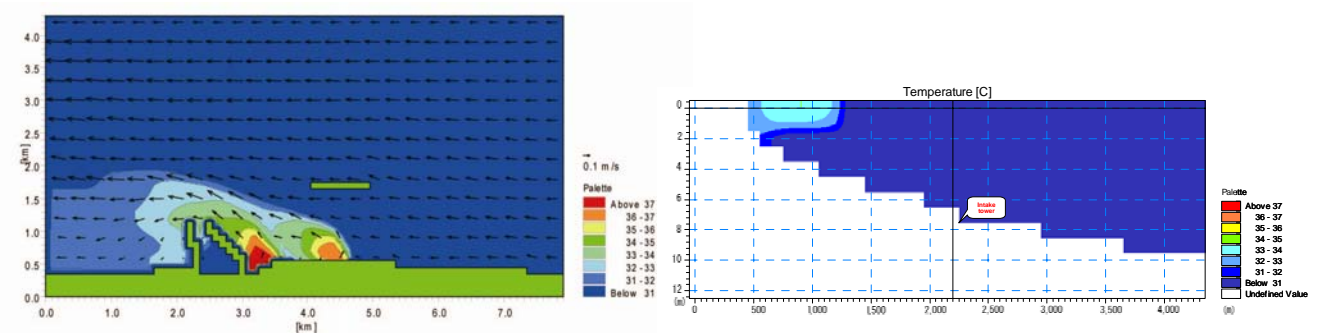 4.0
3.5
3.0
2.5
2.0
1.5
1.0
0.5
0.0
[km]
0.0 1.0 2.0 3.0 4.0 5.0 6.0 7.0
[km]
0.1 m/s
Palette
Above 37
36 - 37
35 - 36
34 - 35
33 - 34
32 - 33
31 - 32
Below 31
Temperature [C]
0
2
4
6
8
10
12
(m)
0 500 1,000 1,500 2,000 2,500 3,000 3,500 4,000
(m)
Intake
tower
Palette
Above 37
36 - 37
35 - 36
34 - 35
33 - 34
32 - 33
31 - 32
Below 31
Undefined Value